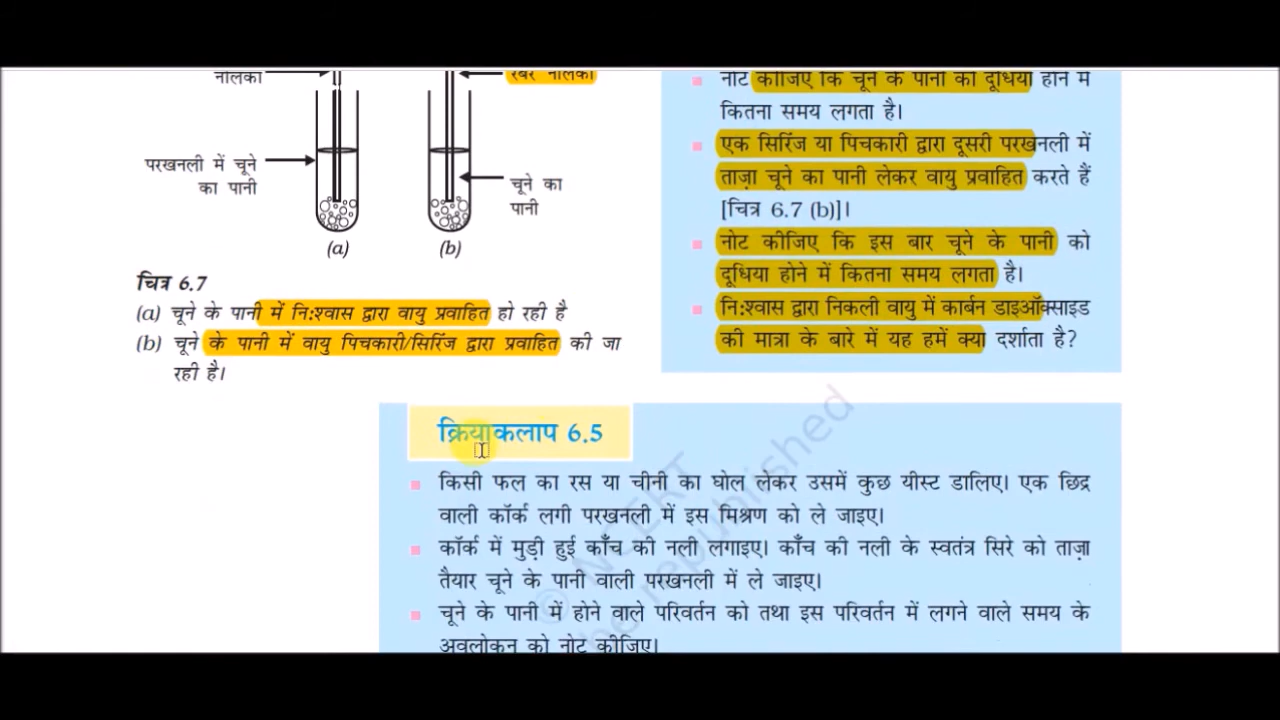 नलिका
रबर नलिका
परखनली में चूने
का पानी
चूने का
पानी
(a)
(b)
चित्र 6.7
(a) चूने के पानी में नि:श्वास द्वारा वायु प्रवाहित हो रही है
(b) चूने के पानी में वायु पिचकारी/सिरिंज द्वारा प्रवाहित की जा
रही है।
नोट कीजिए कि चूने के पानी को दूधिया होने में
कितना समय लगता है।
एक सिरिंज या पिचकारी द्वारा दूसरी परखनली में
ताज़ा चूने का पानी लेकर वायु प्रवाहित करते हैं
[चित्र 6.7 (b)]।
नोट कीजिए कि इस बार चूने के पानी को
दूधिया होने में कितना समय लगता है।
नि:श्वास द्वारा निकली वायु में कार्बन डाइऑक्साइड
की मात्रा के बारे में यह हमें क्या दर्शाता है?
क्रियाकलाप 6.5
किसी फल का रस या चीनी का घोल लेकर उसमें कुछ यीस्ट डालिए। एक छिद्र
वाली कॉर्क लगी परखनली में इस मिश्रण को ले जाइए।
कॉर्क में मुड़ी हुई काँच की नली लगाइए। काँच की नली के स्वतंत्र सिरे को ताज़ा
तैयार चूने के पानी वाली परखनली में ले जाइए।
चूने के पानी में होने वाले परिवर्तन को तथा इस परिवर्तन में लगने वाले समय के
अवलोकन को नोट कीजिए।
© NCERT
be republished